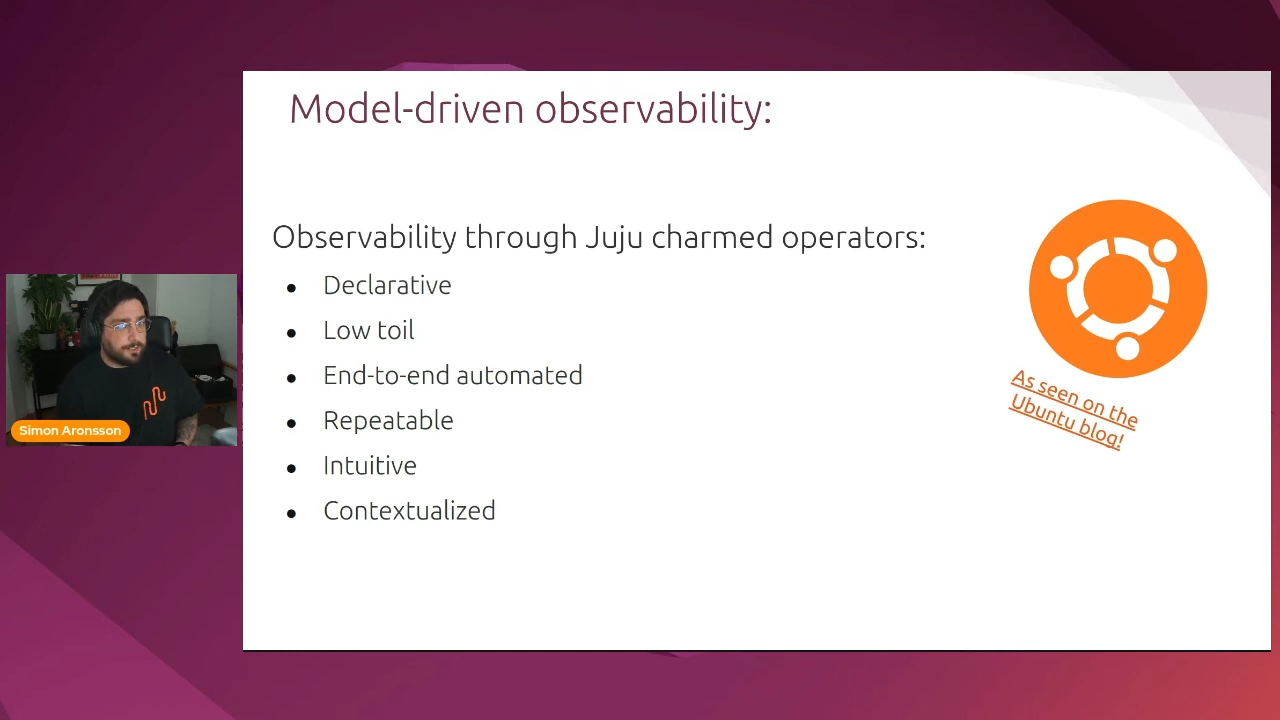 Model-driven observability:
Observability through Juju charmed operators:
Declarative
Low toil
End-to-end automated
Repeatable
Intuitive
Contextualized
As seen on the
Ubuntu blog!
Simon Aronsson